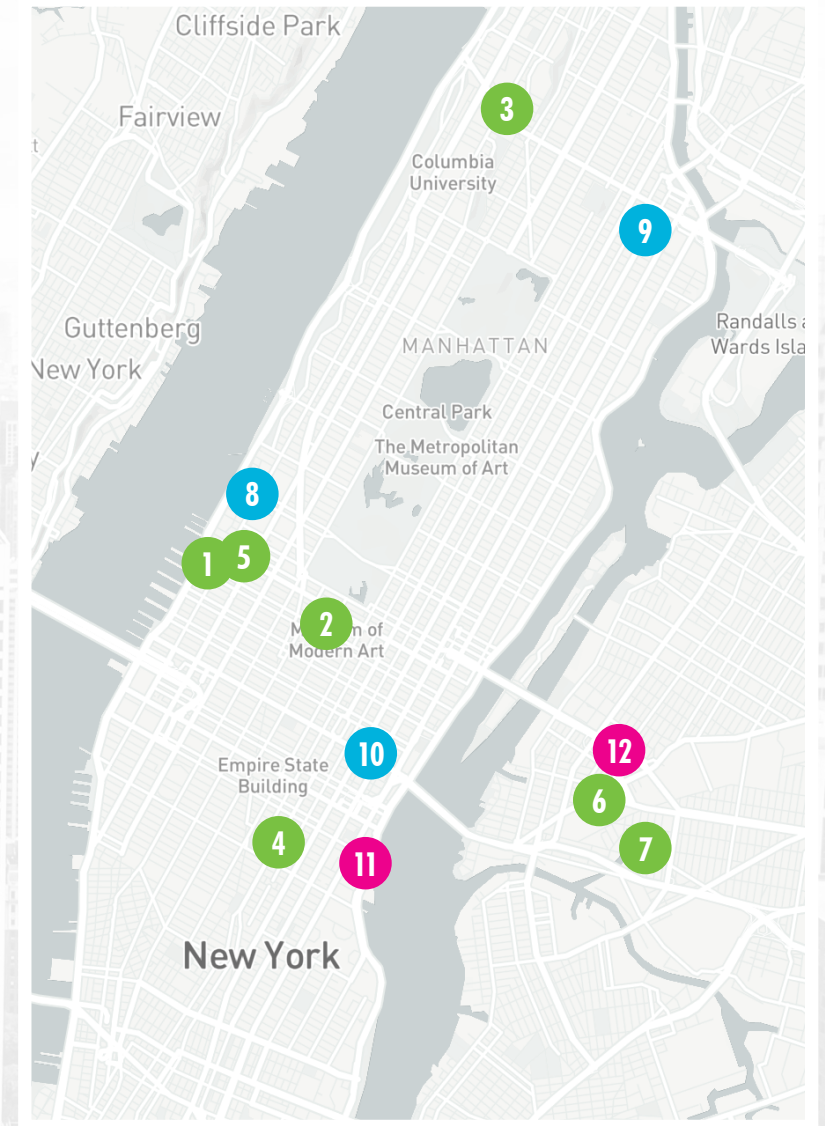 Cliffside Park
3
Fairview
t
Columbia
University
9
Guttenberg
Randalls a
Wards Isla
MANHATTAN
New York
Central Park
The Metropolitan
Museum of Art
y
8
1
5
2
M m of
Modern Art
10
12
Empire State
Building
6
4
7
11
New York